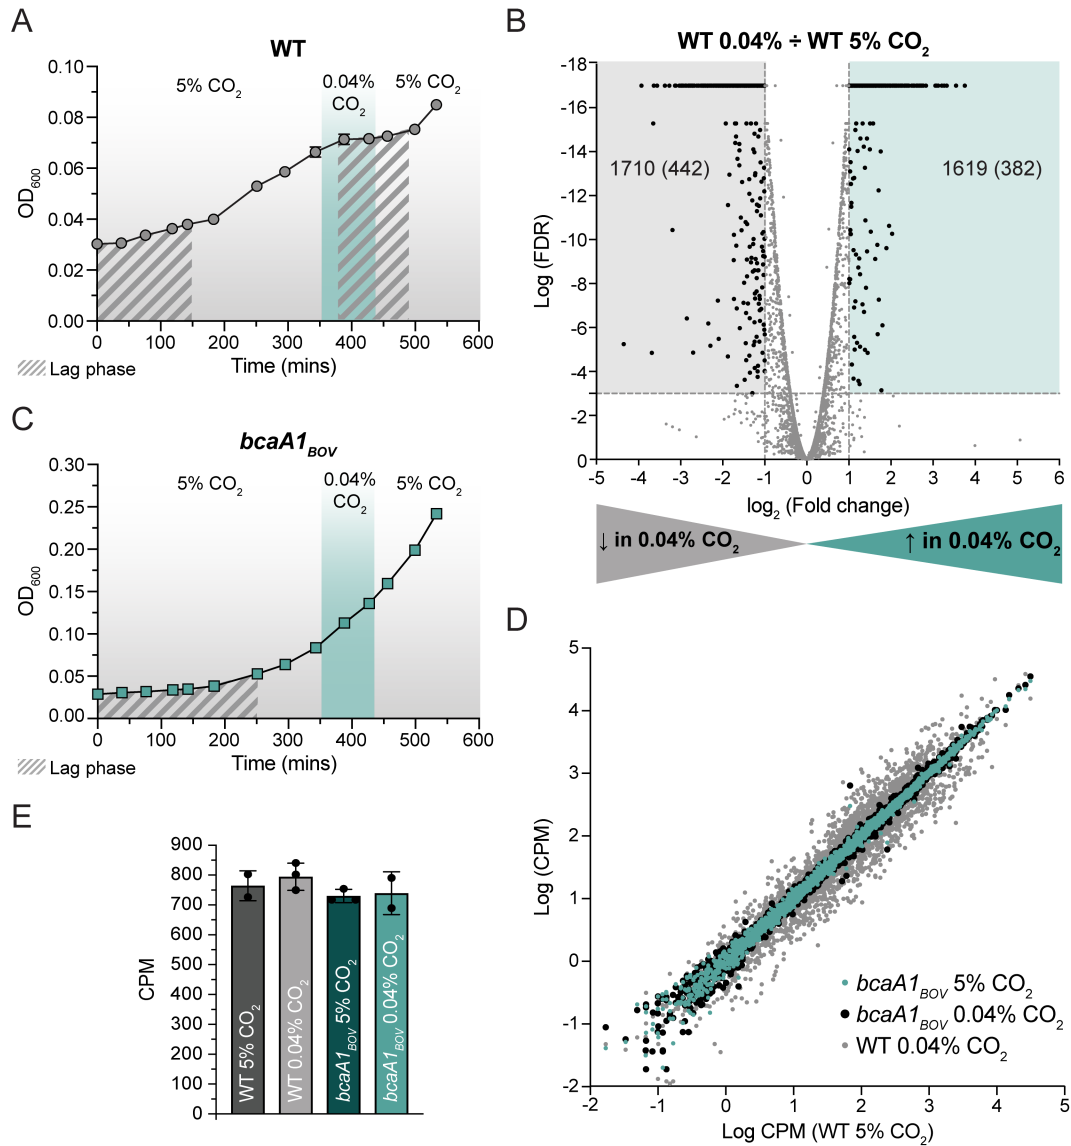 A
WT
5% CO2
0.04%
CO2
5% CO2
0.10
0.08
0.06
0.04
0.02
0.00
OD600
0 100 200 300 400 500 600
Time (mins)
Lag phase
B
WT 0.04% ÷ WT 5% CO2
-18
-16
-14
-12
-10
-8
-6
-4
-2
0
Log (FDR)
1710 (442)
1619 (382)
-5 -4 -3 -2 -1 0 1 2 3 4 5 6
log2 (Fold change)
↓ in 0.04% CO2
↑ in 0.04% CO2
C
bcaA1BOV
5% CO2
0.04%
CO2
5% CO2
0.30
0.25
0.20
0.15
0.10
0.05
0.00
OD600
0 100 200 300 400 500 600
Time (mins)
Lag phase
D
5
4
3
2
1
0
-1
-2
Log (CPM)
bcaA1BOV 5% CO2
bcaA1BOV 0.04% CO2
WT 0.04% CO2
-2 -1 0 1 2 3 4 5
Log CPM (WT 5% CO2)
E
900
800
700
600
500
400
300
200
100
0
CPM
WT 5% CO2
WT 0.04% CO2
bcaA1BOV 5% CO2
bcaA1BOV 0.04% CO2